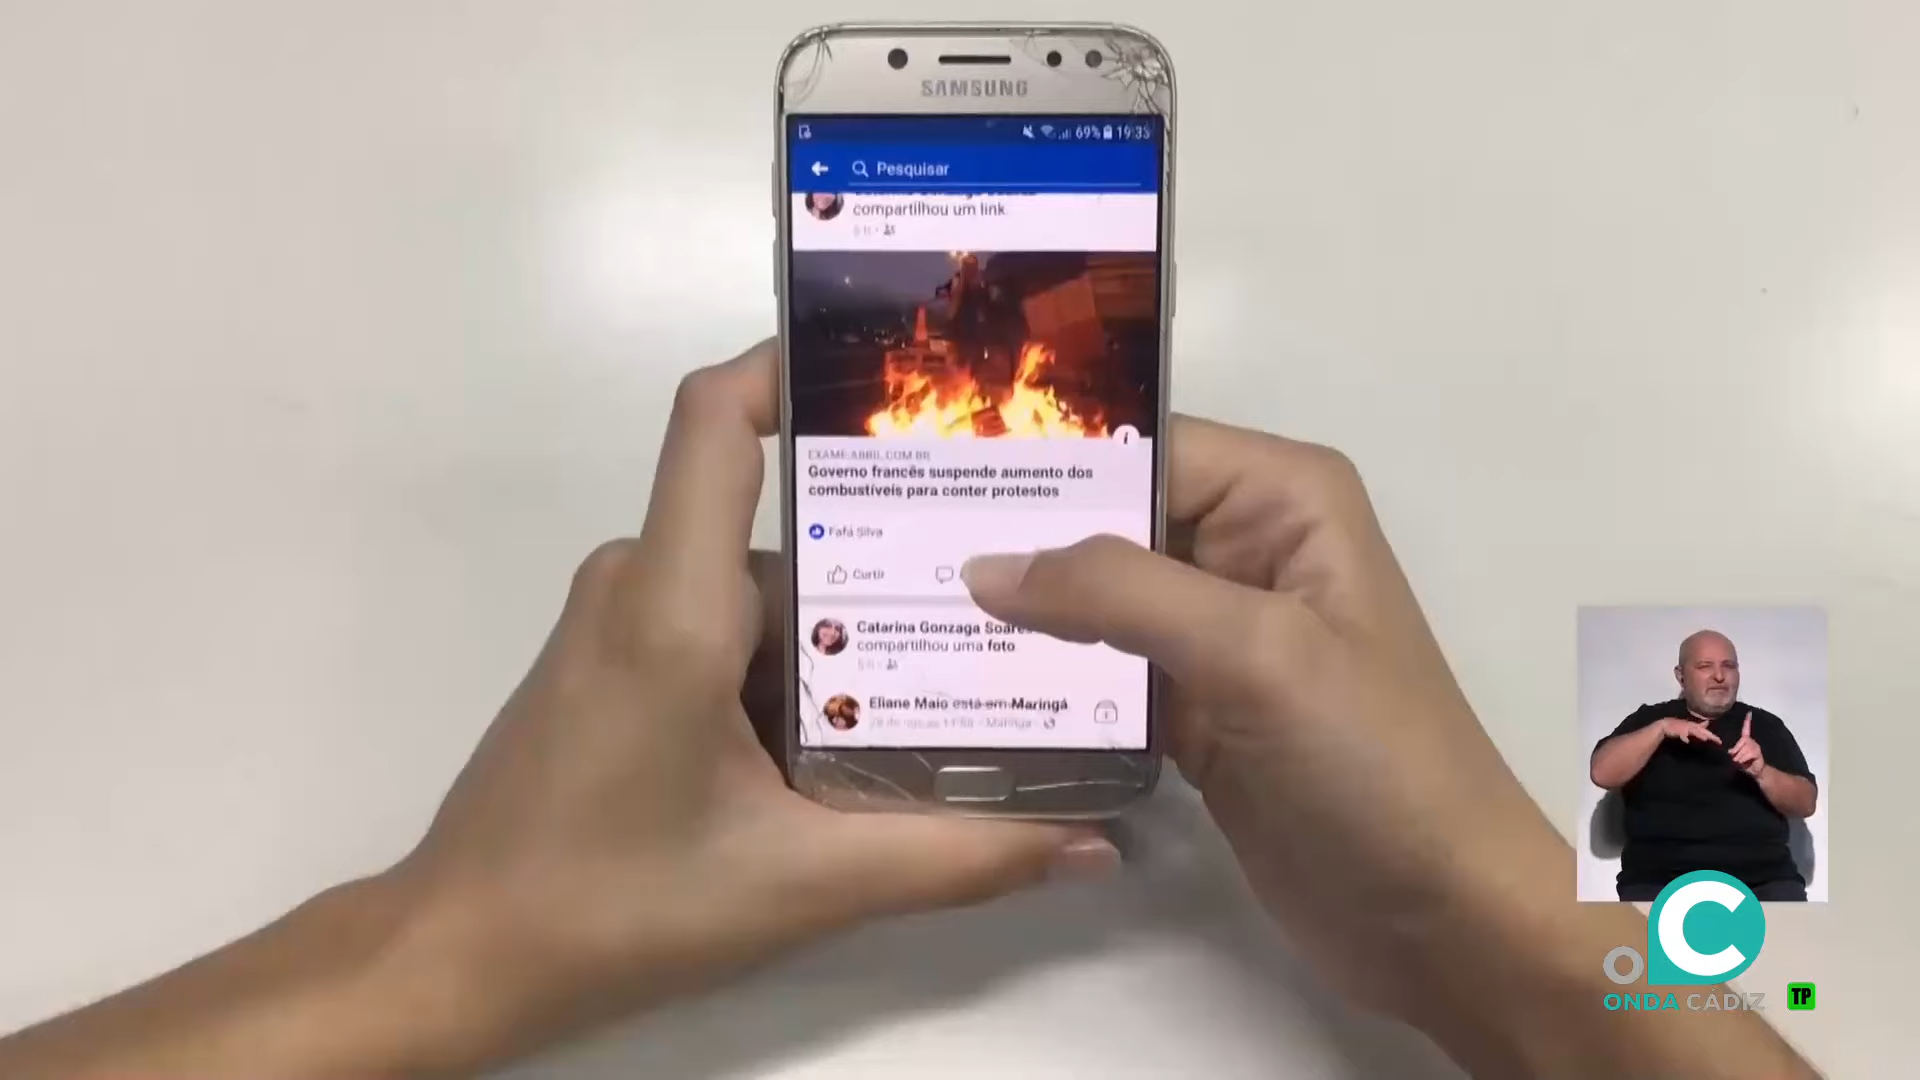 SAMSUNG
69% 19:33
Pesquisar
compartilhou um link
EXAME.ABRIL.COM.BR
Governo francês suspende aumento dos
combustíveis para conter protestos
Fafá Silva
Curtir
Catarina Gonzaga Soares
compartilhou uma foto
Eliane Maio está em Maringá
ONDA CÁDIZ
TP